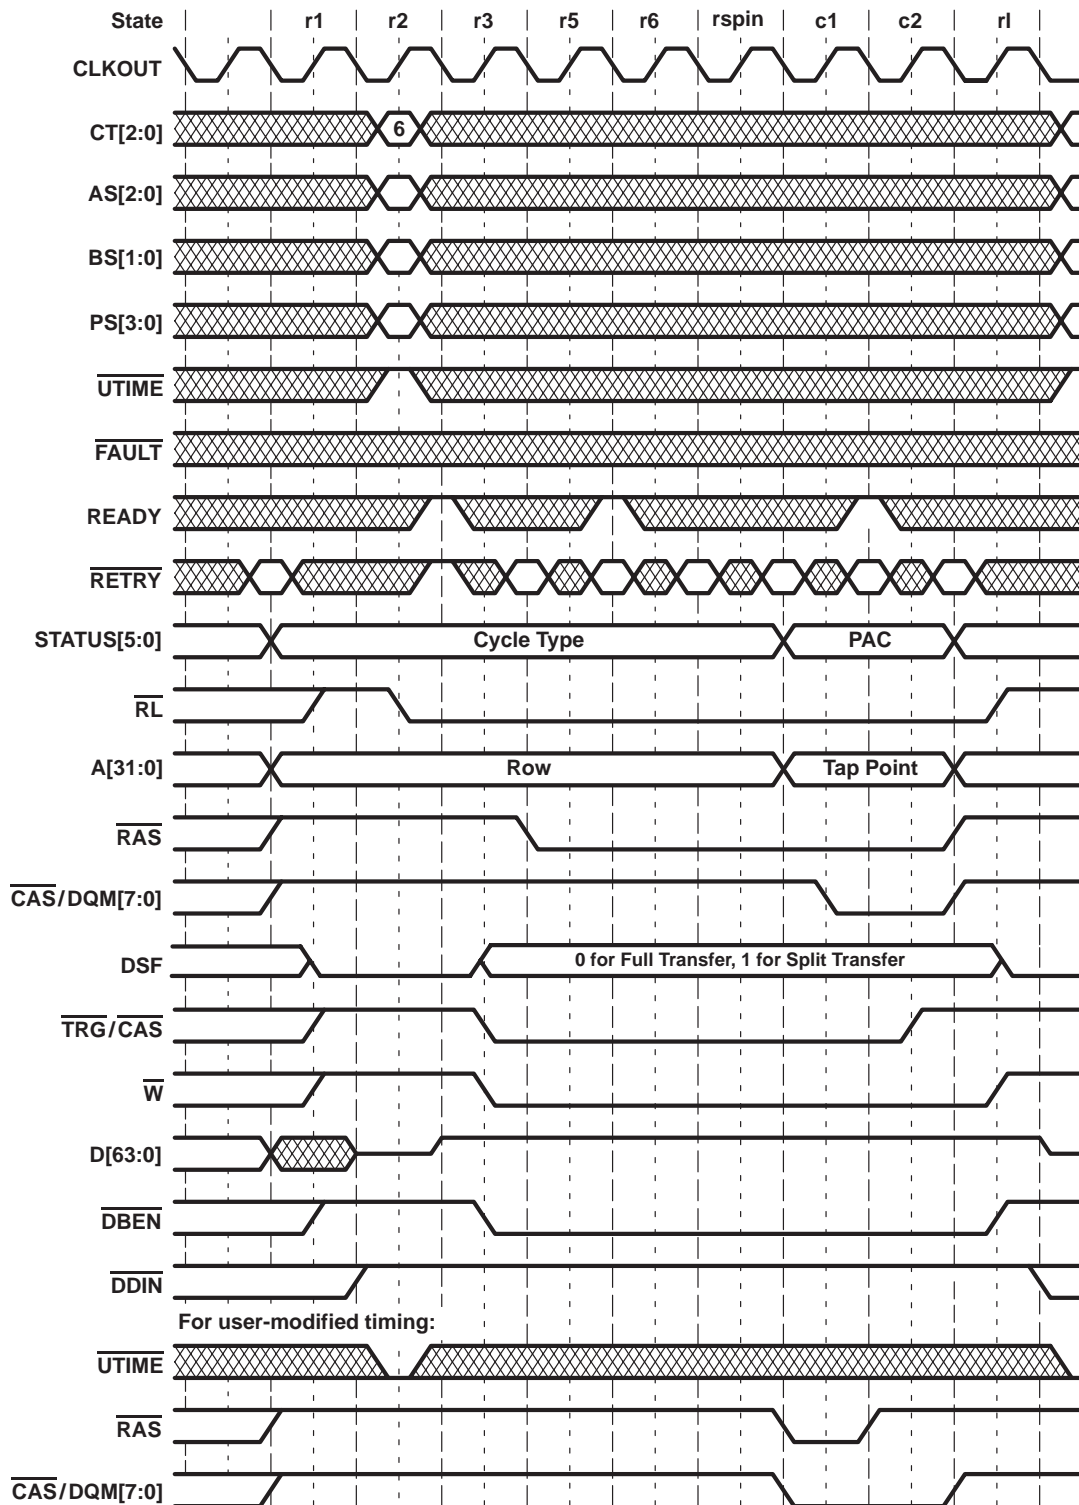 State r1 r2 r3 r5 r6 rspin c1 c2 rl
CLKOUT
CT[2:0] 6
AS[2:0]
BS[1:0]
PS[3:0]
UTIME
FAULT
READY
RETRY
STATUS[5:0] Cycle Type PAC
RL
A[31:0] Row Tap Point
RAS
CAS/DQM[7:0]
DSF 0 for Full Transfer, 1 for Split Transfer
TRG/CAS
W
D[63:0]
DBEN
DDIN
For user-modified timing:
UTIME
RAS
CAS/DQM[7:0]